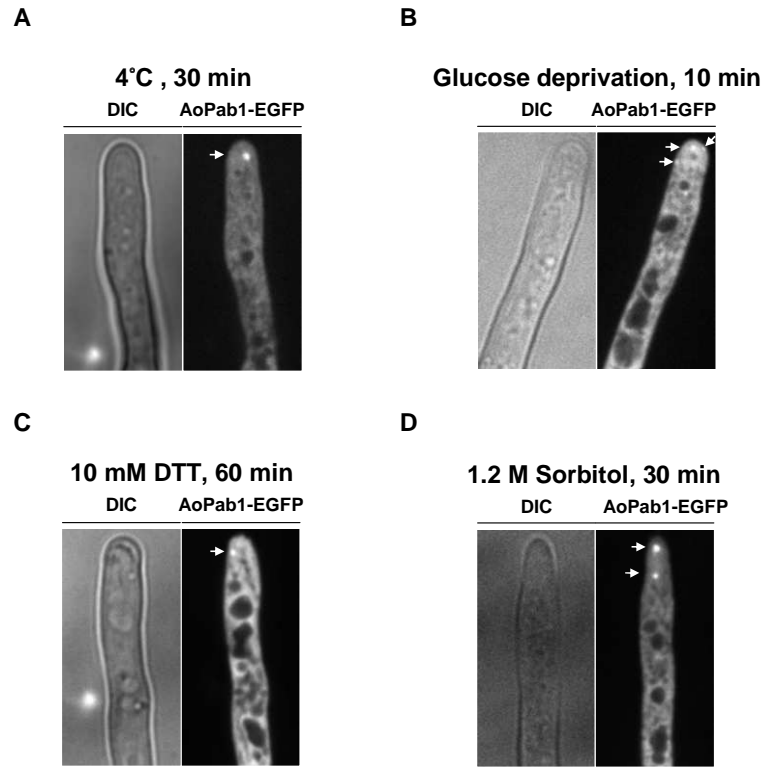 A
4˚C , 30 min
DIC AoPab1-EGFP
B
Glucose deprivation, 10 min
DIC AoPab1-EGFP
C
10 mM DTT, 60 min
DIC AoPab1-EGFP
D
1.2 M Sorbitol, 30 min
DIC AoPab1-EGFP